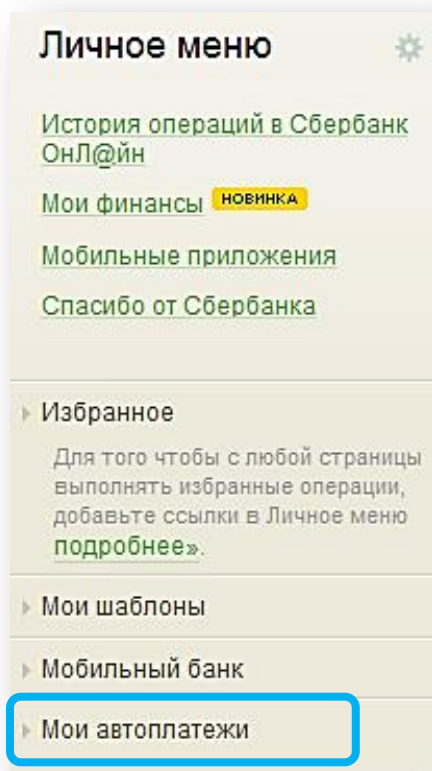 Личное меню
История операций в Сбербанк
ОнЛ@йн
Мои финансы НОВИНКА
Мобильные приложения
Спасибо от Сбербанка
Избранное
Для того чтобы с любой страницы
выполнять избранные операции,
добавьте ссылки в Личное меню
подробнее».
Мои шаблоны
Мобильный банк
Мои автоплатежи